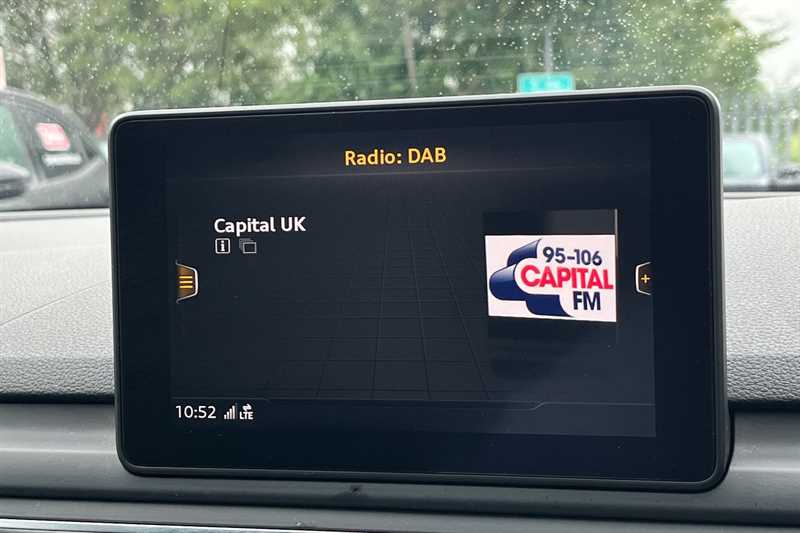 Radio: DAB
Capital UK
95-106
CAPITAL
FM
10:52 LTE